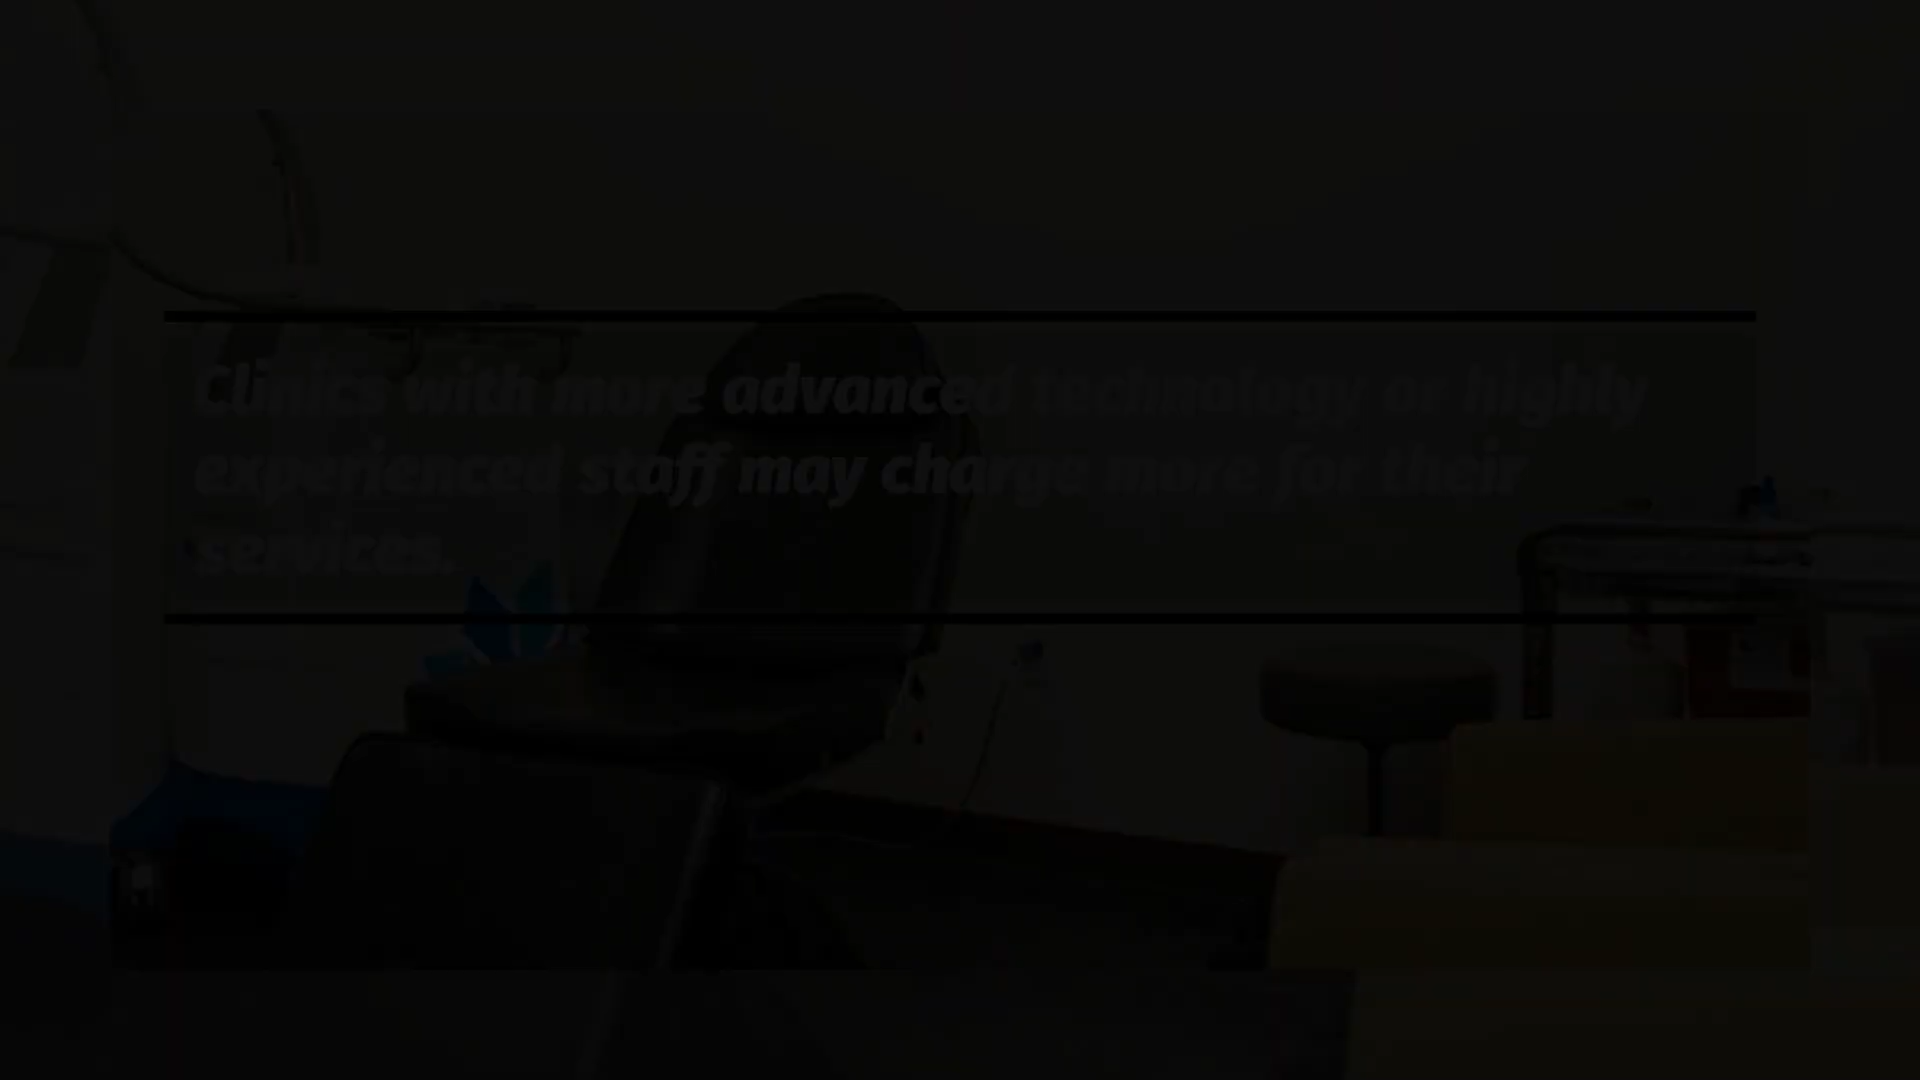 Clinics with more advanced technology or highly
experienced staff may charge more for their
services.